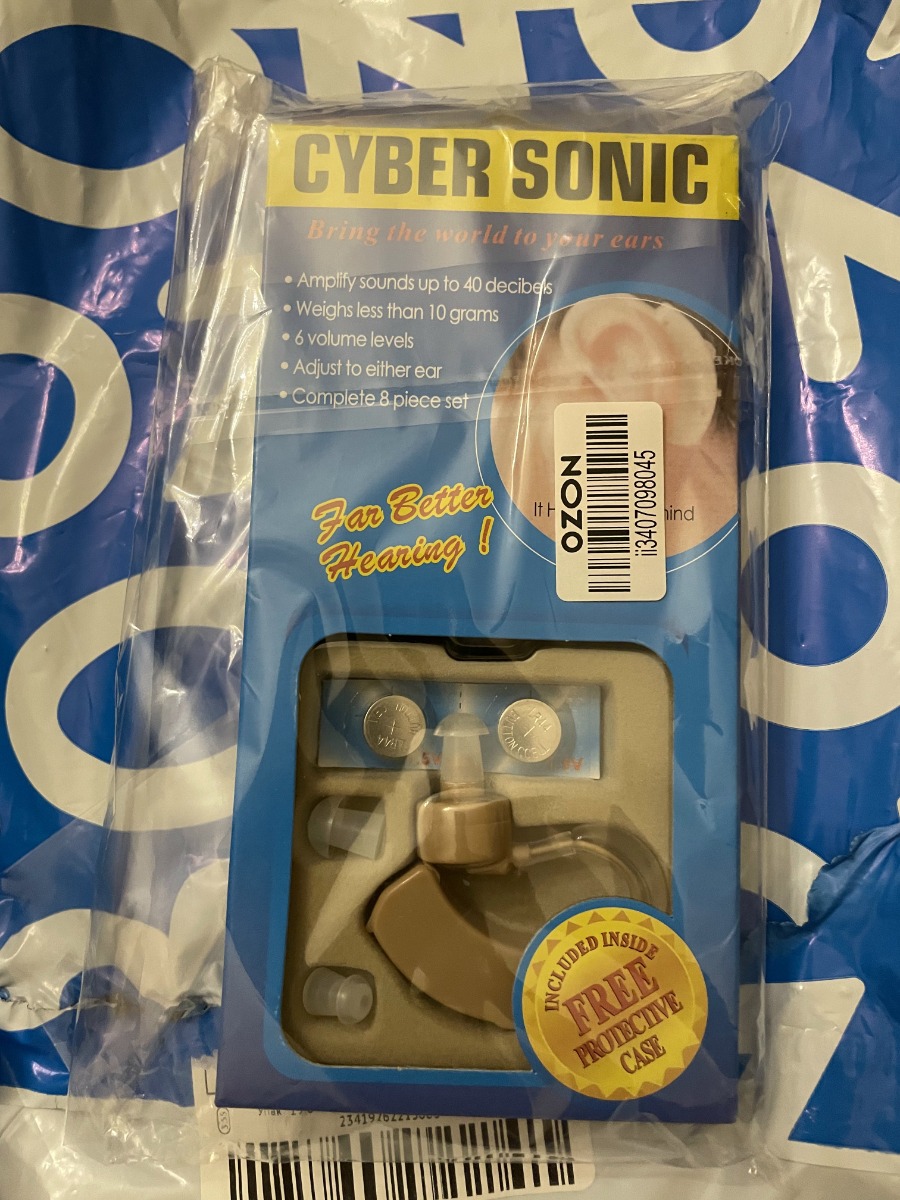 CYBER SONIC
Bring the world to your ears
• Amplify sounds up to 40 decibels
• Weighs less than 10 grams
• 6 volume levels
• Adjust to either ear
• Complete 8 piece set
Far Better
Hearing !
It
OZON
ii3407098045
INCLUDED INSIDE
FREE
PROTECTIVE
CASE